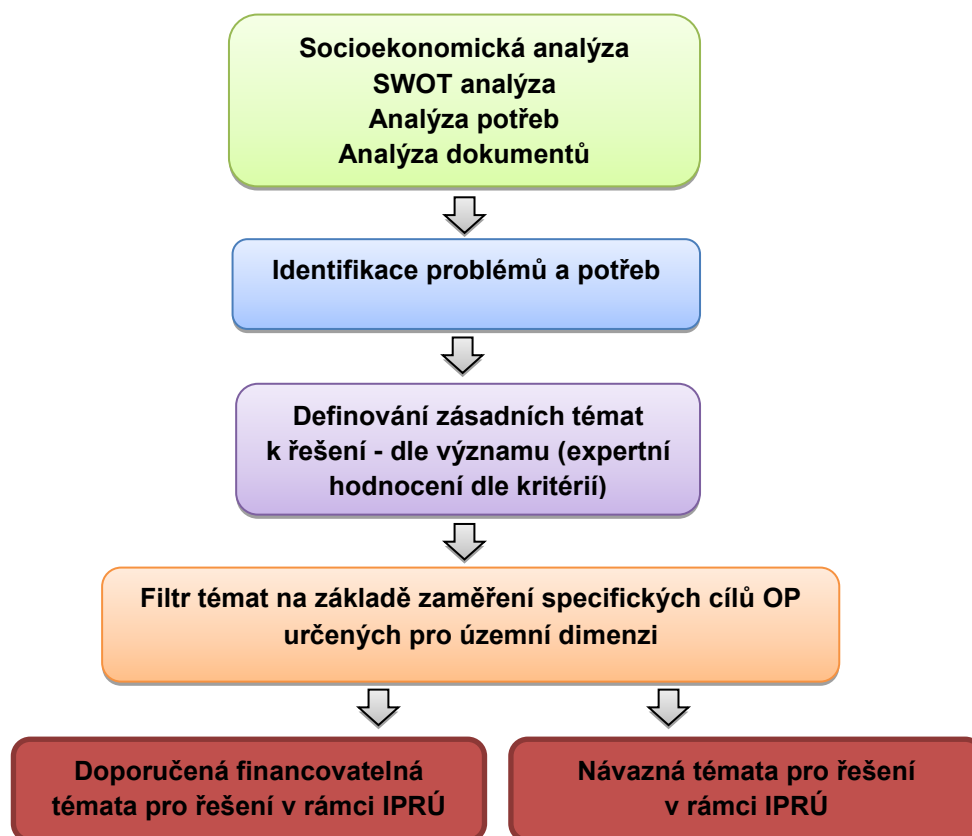 Socioekonomická analýza
SWOT analýza
Analýza potřeb
Analýza dokumentů
Identifikace problémů a potřeb
Definování zásadních témat
k řešení - dle významu (expertní
hodnocení dle kritérií)
Filtr témat na základě zaměření specifických cílů OP
určených pro územní dimenzi
Doporučená financovatelná
témata pro řešení v rámci IPRÚ
Návazná témata pro řešení
v rámci IPRÚ